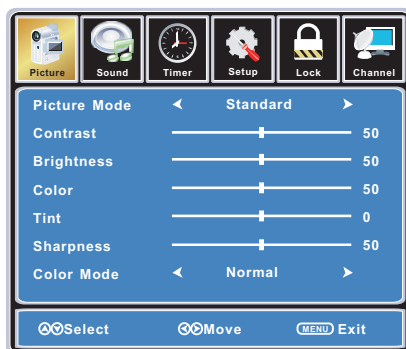 Picture Sound Timer Setup Lock Channel
Picture Mode Standard
Contrast 50
Brightness 50
Color 50
Tint 0
Sharpness 50
Color Mode Normal
Select Move MENU Exit